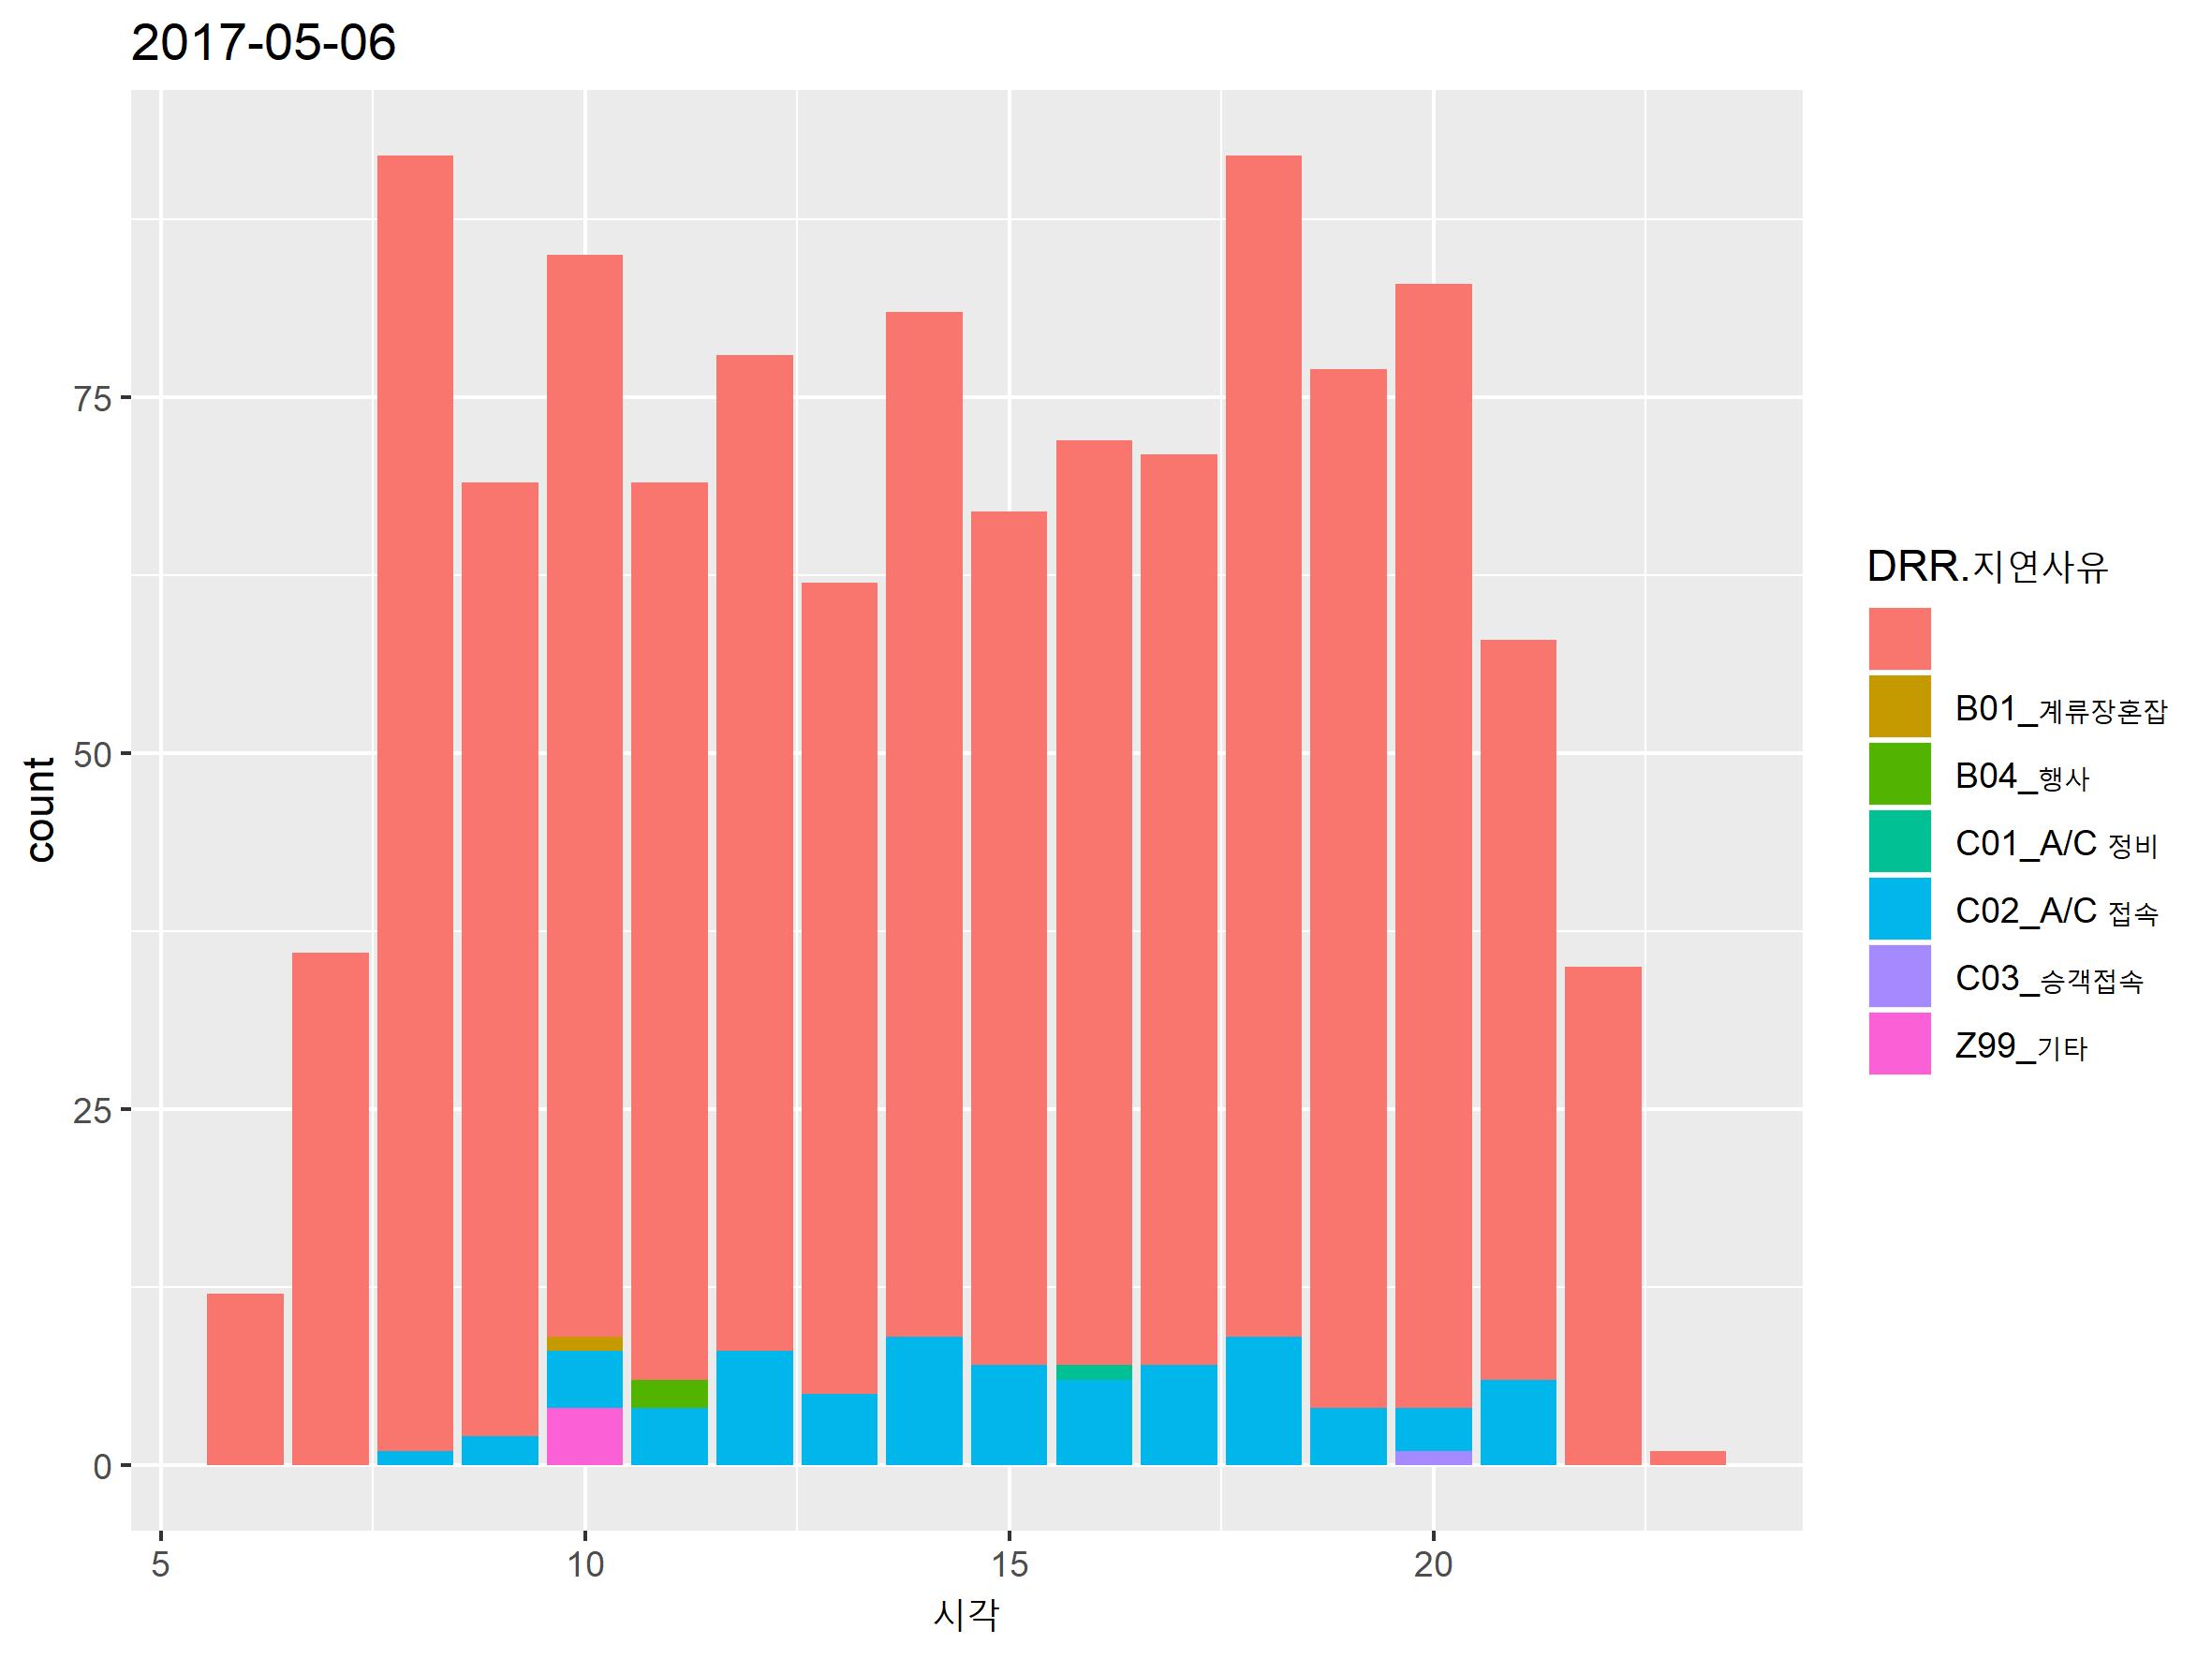 2017-05-06
count
75
50
25
0
5 10 15 20
시각
DRR.지연사유
B01_계류장혼잡
B04_행사
C01_A/C 정비
C02_A/C 접속
C03_승객접속
Z99_기타